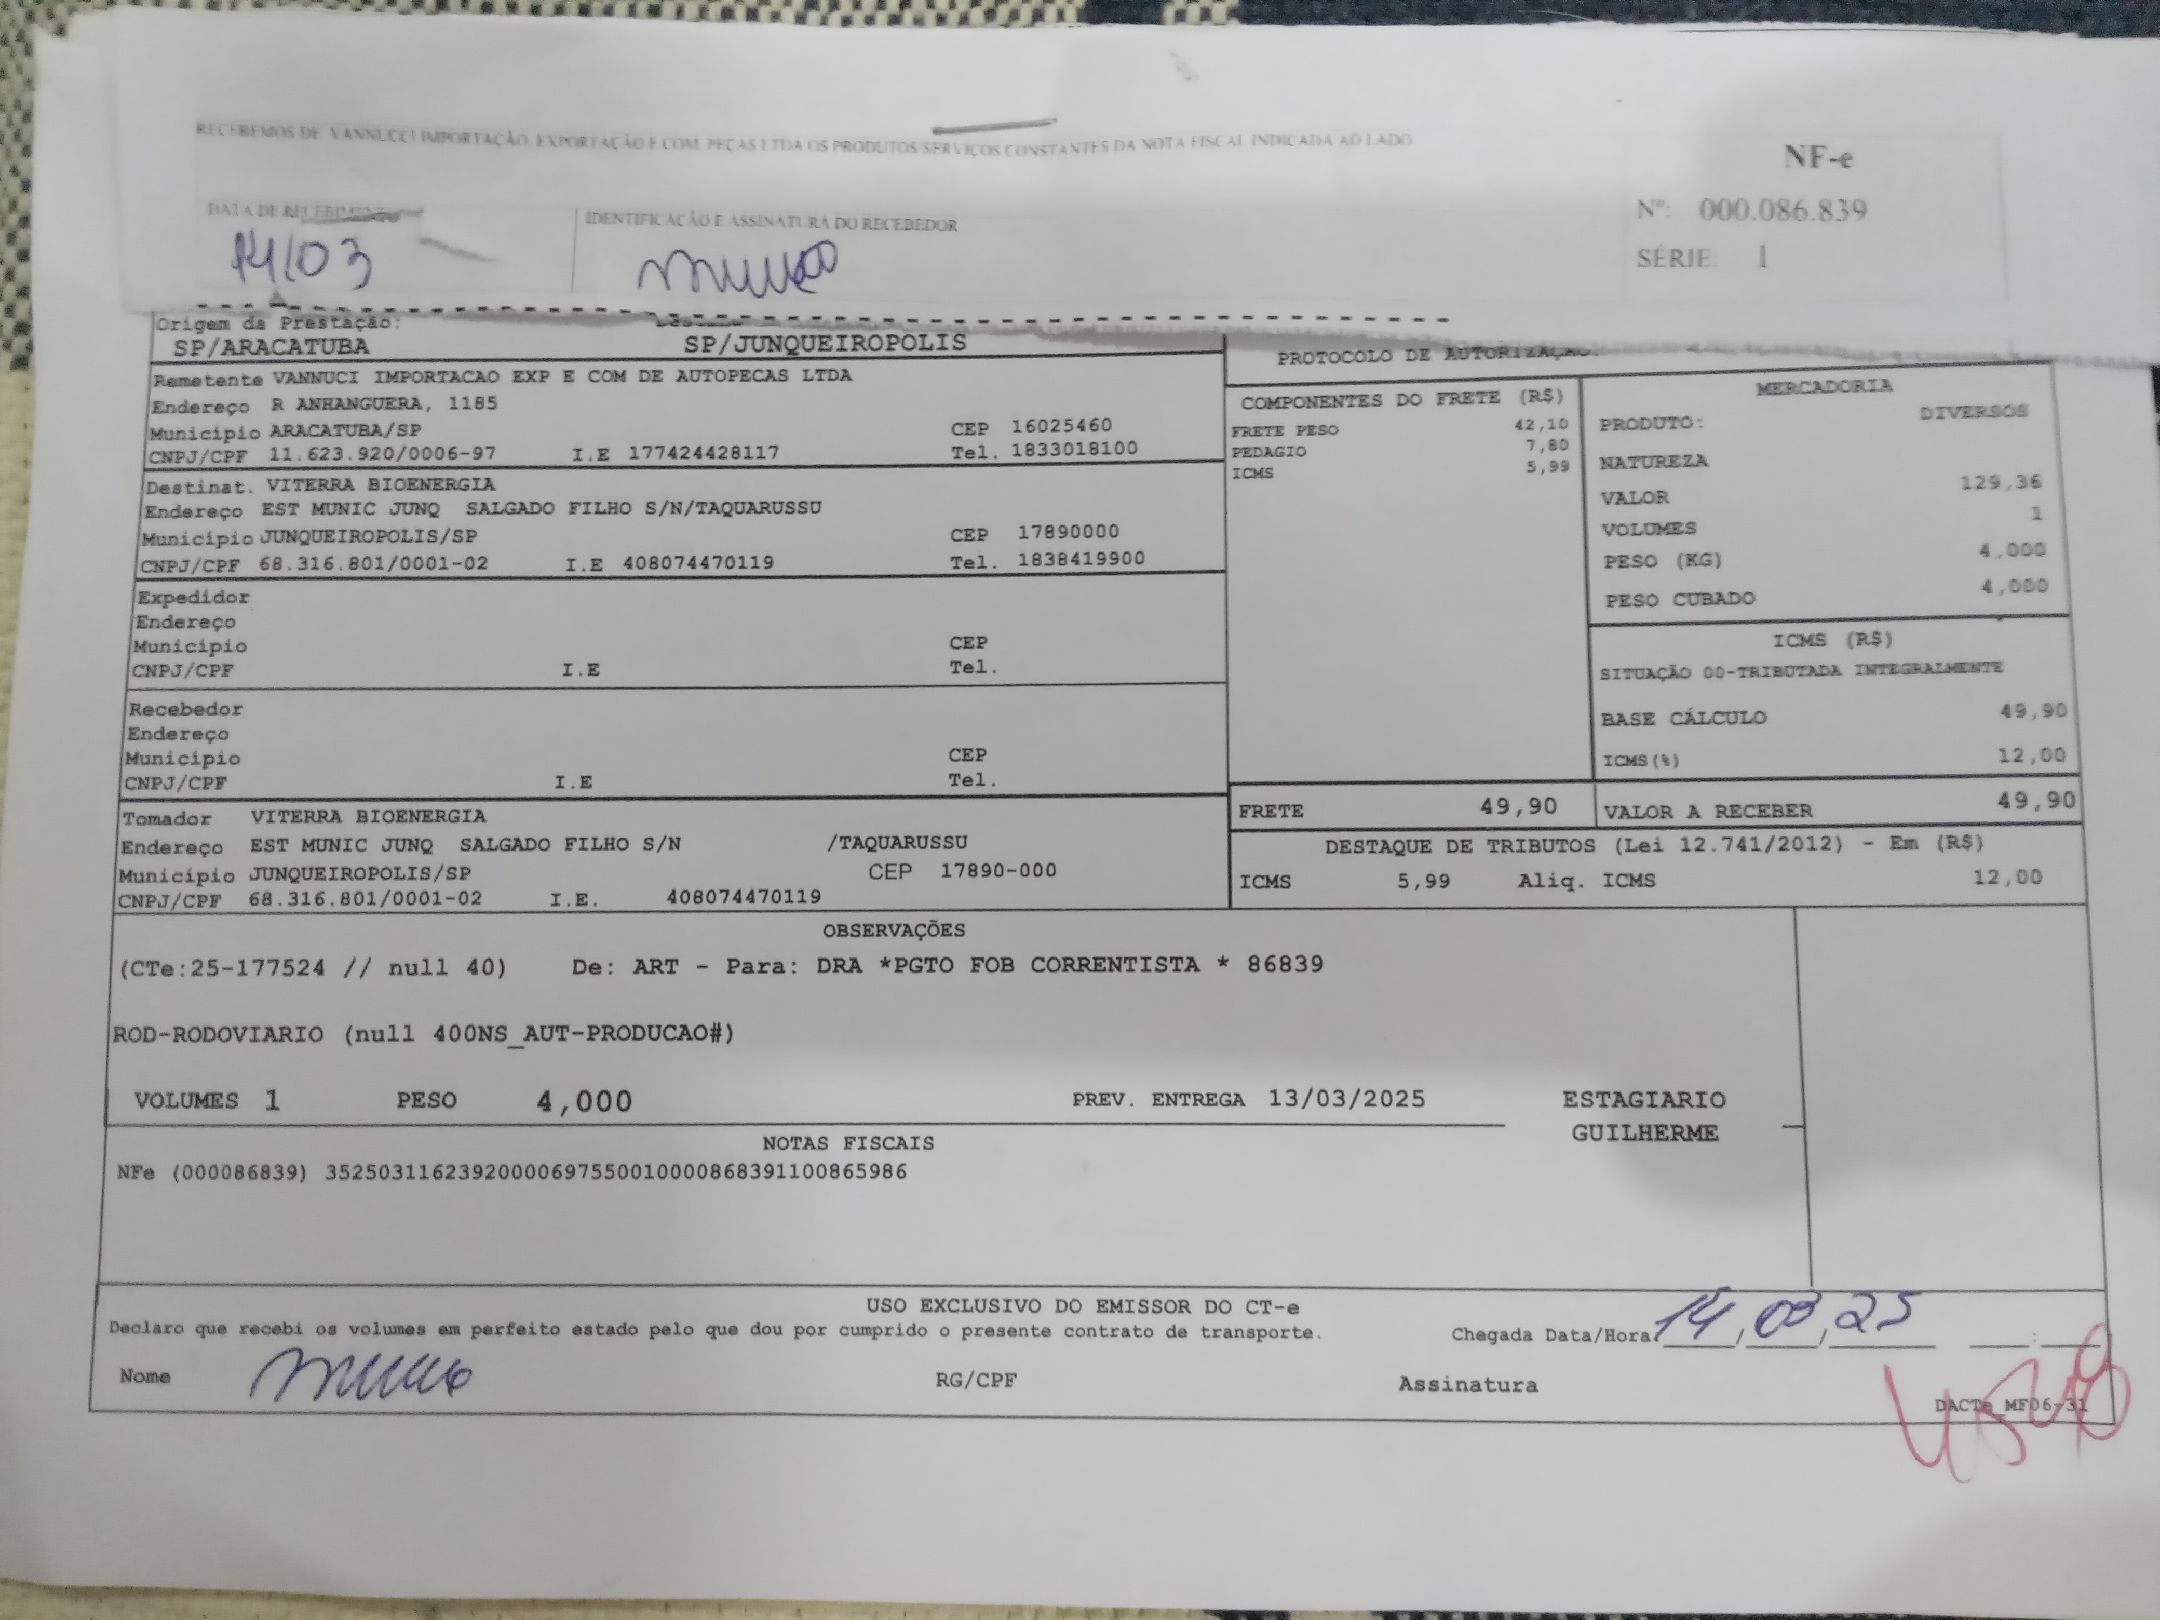 RECEBEMOS DE VANNUCCI IMPORTAÇÃO, EXPORTAÇÃO E COM. PEÇAS LTDA OS PRODUTOS/SERVIÇOS CONSTANTES DA NOTA FISCAL INDICADA AO LADO
NF-e
Nº: 000.086.839
SÉRIE: 1
DATA DE RECEBIMENTO
IDENTIFICAÇÃO E ASSINATURA DO RECEBEDOR
14/03
Origem da Prestação:
SP/ARACATUBA SP/JUNQUEIROPOLIS
PROTOCOLO DE AUTORIZAÇÃO:
Remetente VANNUCI IMPORTACAO EXP E COM DE AUTOPECAS LTDA
Endereço R ANHANGUERA, 1185
Municipio ARACATUBA/SP CEP 16025460
CNPJ/CPF 11.623.920/0006-97 I.E 177424428117 Tel. 1833018100
Destinat. VITERRA BIOENERGIA
Endereço EST MUNIC JUNQ SALGADO FILHO S/N/TAQUARUSSU
Municipio JUNQUEIROPOLIS/SP CEP 17890000
CNPJ/CPF 68.316.801/0001-02 I.E 408074470119 Tel. 1838419900
Expedidor
Endereço
Municipio CEP
CNPJ/CPF I.E Tel.
Recebedor
Endereço
Municipio CEP
CNPJ/CPF I.E Tel.
Tomador VITERRA BIOENERGIA
Endereço EST MUNIC JUNQ SALGADO FILHO S/N /TAQUARUSSU
Municipio JUNQUEIROPOLIS/SP CEP 17890-000
CNPJ/CPF 68.316.801/0001-02 I.E. 408074470119
COMPONENTES DO FRETE (R$)
FRETE PESO 42,10
PEDAGIO 7,80
ICMS 5,99
MERCADORIA
PRODUTO: DIVERSOS
NATUREZA
VALOR 129,36
VOLUMES 1
PESO (KG) 4,000
PESO CUBADO 4,000
ICMS (R$)
SITUAÇÃO 00-TRIBUTADA INTEGRALMENTE
BASE CÁLCULO 49,90
ICMS(%) 12,00
FRETE 49,90 VALOR A RECEBER 49,90
DESTAQUE DE TRIBUTOS (Lei 12.741/2012) - Em (R$)
ICMS 5,99 Aliq. ICMS 12,00
OBSERVAÇÕES
(CTe:25-177524 // null 40) De: ART - Para: DRA *PGTO FOB CORRENTISTA * 86839
ROD-RODOVIARIO (null 400NS_AUT-PRODUCAO#)
VOLUMES 1 PESO 4,000 PREV. ENTREGA 13/03/2025 ESTAGIARIO
GUILHERME
NOTAS FISCAIS
NFe (000086839) 35250311623920000697550010000868391100865986
USO EXCLUSIVO DO EMISSOR DO CT-e
Declaro que recebi os volumes em perfeito estado pelo que dou por cumprido o presente contrato de transporte. Chegada Data/Hora 14/03/25 :
Nome RG/CPF Assinatura
DACTe_MF06-31